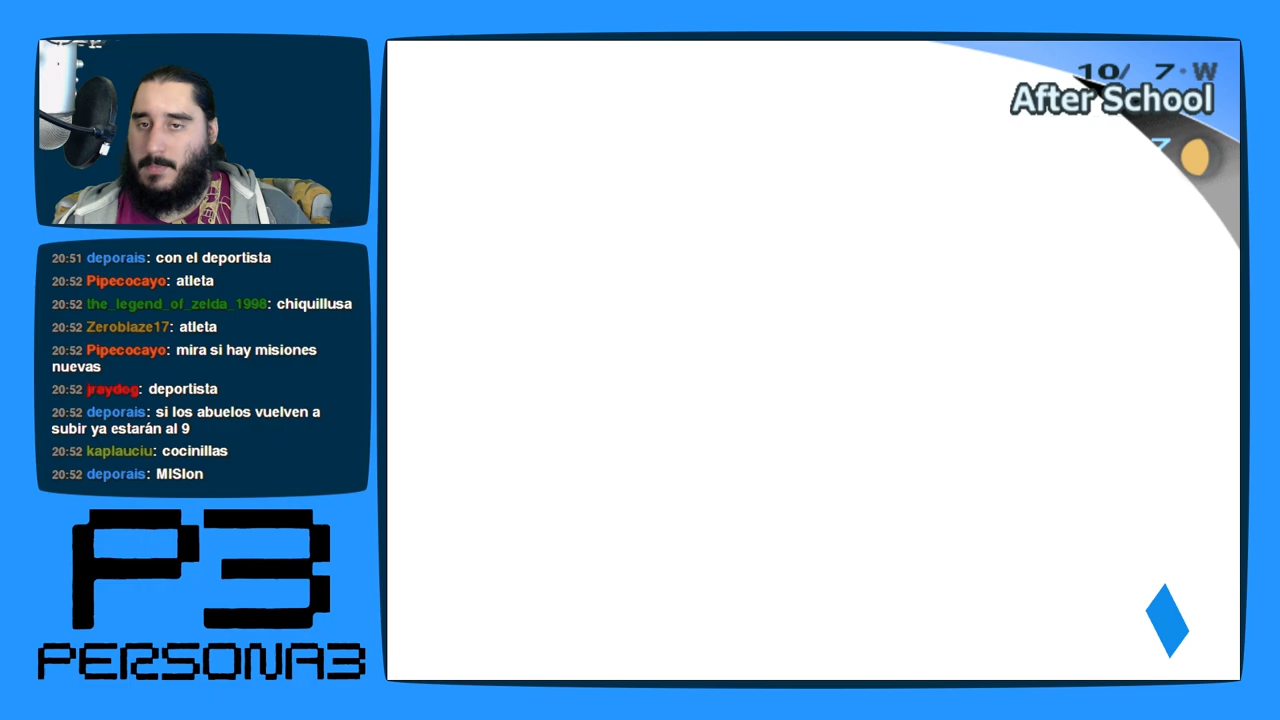 20:51 deporais: con el deportista
20:52 Pipecocayo: atleta
20:52 the_legend_of_zelda_1998: chiquillusa
20:52 Zeroblaze17: atleta
20:52 Pipecocayo: mira si hay misiones
nuevas
20:52 jraydog: deportista
20:52 deporais: si los abuelos vuelven a
subir ya estarán al 9
20:52 kaplauciu: cocinillas
20:52 deporais: MISIon
P3
PERSONA3
10/ 7·W
After School
7